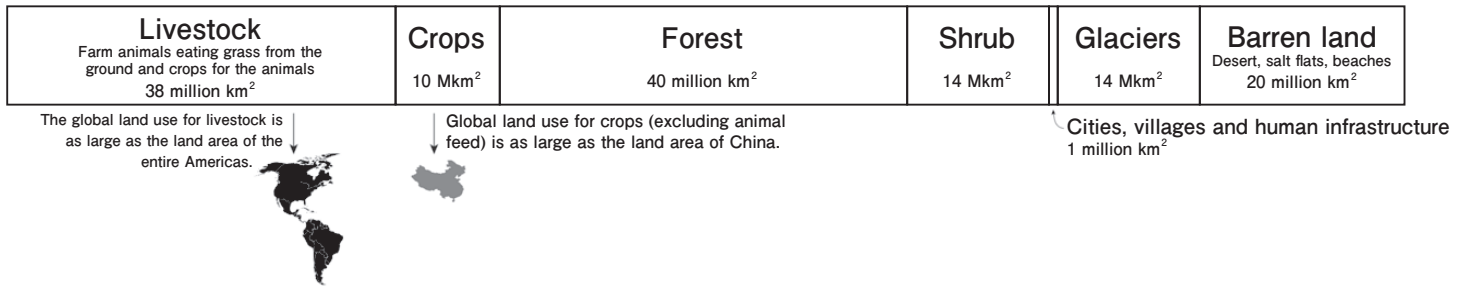 Livestock
Farm animals eating grass from the
ground and crops for the animals
38 million km²
Crops
10 Mkm²
Forest
40 million km²
Shrub
14 Mkm²
Glaciers
14 Mkm²
Barren land
Desert, salt flats, beaches
20 million km²
The global land use for livestock is
as large as the land area of the
entire Americas.
Global land use for crops (excluding animal
feed) is as large as the land area of China.
Cities, villages and human infrastructure
1 million km²